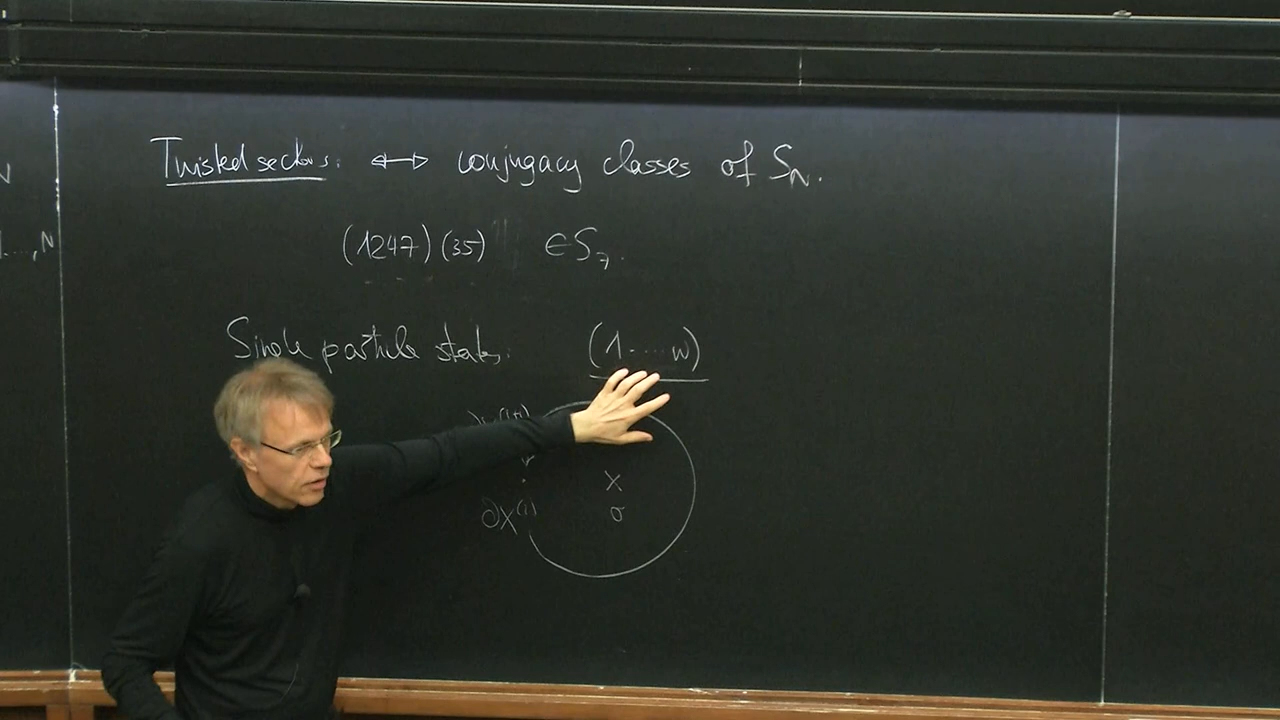 N
1...., N
Twisted sectors: ↔ conjugacy classes of S_N.
(1247)(35) ∈ S_7.
Single particle states: (1....w)
∂X^(1) X
σ